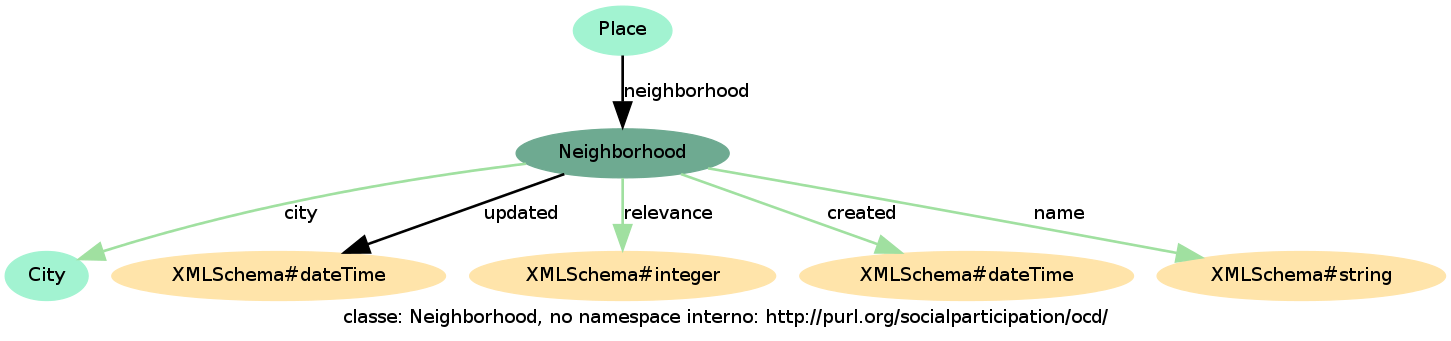 Place
neighborhood
Neighborhood
city
updated
relevance
created
name
City
XMLSchema#dateTime
XMLSchema#integer
XMLSchema#dateTime
XMLSchema#string
classe: Neighborhood, no namespace interno: http://purl.org/socialparticipation/ocd/